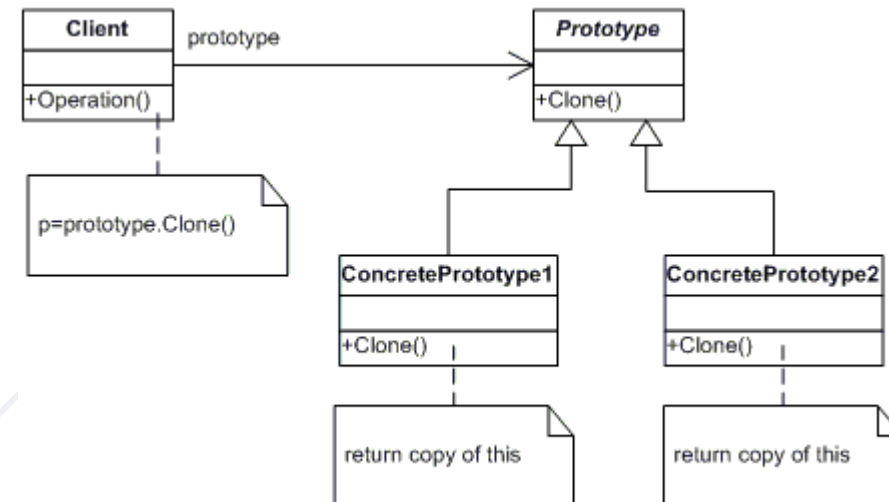 Client
prototype
Prototype
+Operation()
+Clone()
p=prototype.Clone()
ConcretePrototype1
ConcretePrototype2
+Clone()
+Clone()
return copy of this
return copy of this